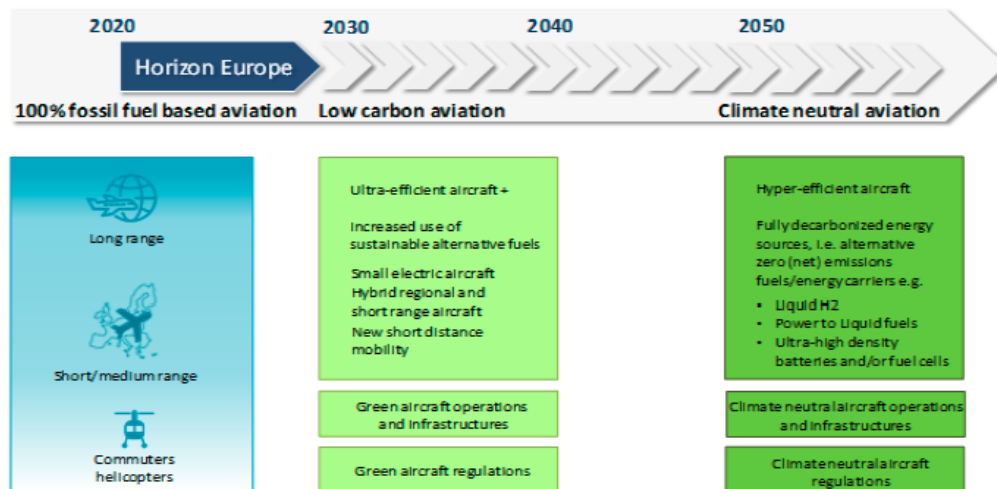 2020
2030
2040
2050
Horizon Europe
100% fossil fuel based aviation
Low carbon aviation
Climate neutral aviation
Long range
Short/medium range
Commuters
helicopters
Ultra-efficient aircraft +
Increased use of
sustainable alternative fuels
Small electric aircraft
Hybrid regional and
short range aircraft
New short distance
mobility
Green aircraft operations
and infrastructures
Green aircraft regulations
Hyper-efficient aircraft
Fully decarbonized energy
sources, i.e. alternative
zero (net) emissions
fuels/energy carriers e.g.
• Liquid H2
• Power to Liquid fuels
• Ultra-high density
batteries and/or fuel cells
Climate neutral aircraft operations
and infrastructures
Climate neutral aircraft
regulations